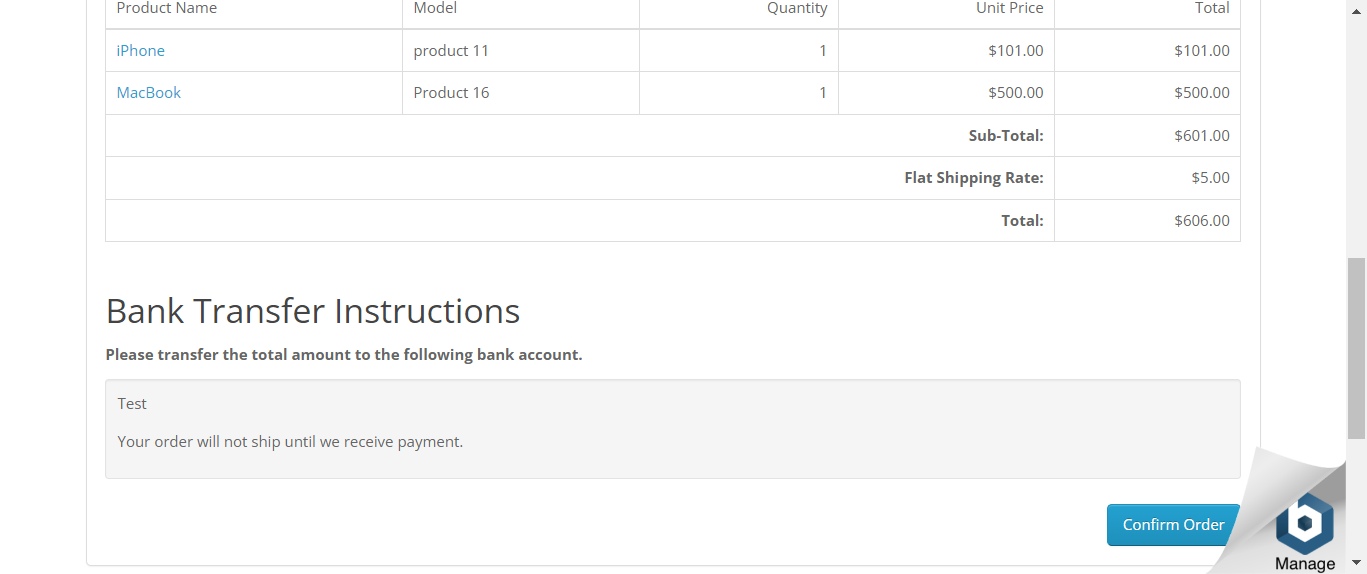 Product Name Model Quantity Unit Price Total
iPhone product 11 1 $101.00 $101.00
MacBook Product 16 1 $500.00 $500.00
Sub-Total: $601.00
Flat Shipping Rate: $5.00
Total: $606.00
Bank Transfer Instructions
Please transfer the total amount to the following bank account.
Test
Your order will not ship until we receive payment.
Confirm Order
Manage